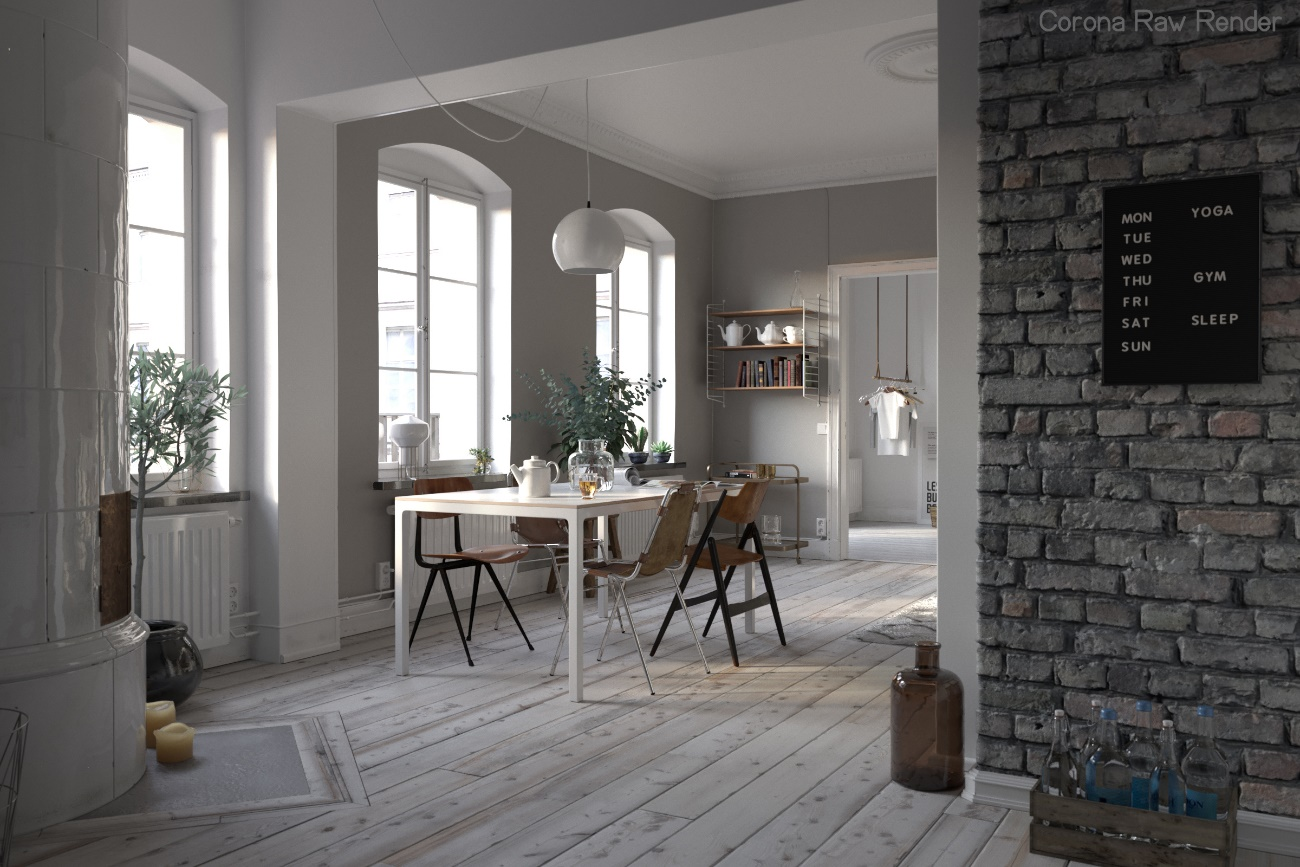 Corona Raw Render
MON YOGA
TUE
WED
THU GYM
FRI
SAT SLEEP
SUN